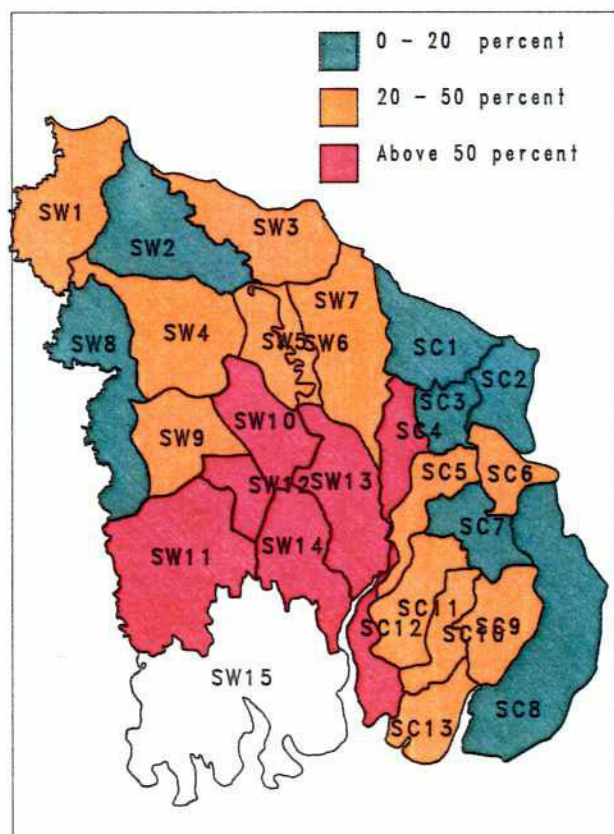 0 - 20 percent
20 - 50 percent
Above 50 percent
SW1
SW2
SW3
SW7
SW8
SW4
SW5
SW6
SC1
SC2
SC3
SC4
SW9
SW10
SW12
SW13
SC5
SC6
SC7
SW11
SW14
SC11
SC12
SC10
SC9
SW15
SC8
SC13